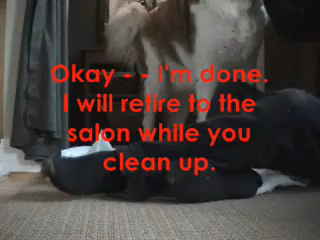 Okay - - I'm done.
I will retire to the
salon while you
clean up.